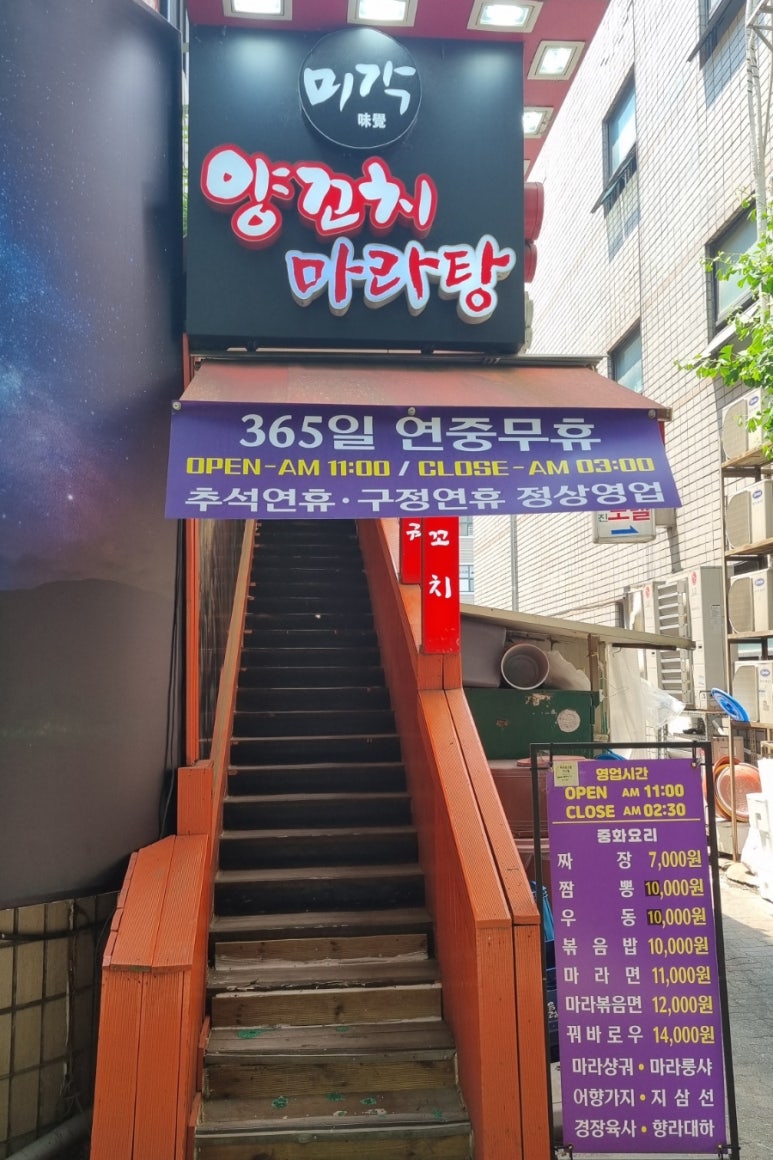 미각
味覺
양꼬치
마라탕
365일 연중무휴
OPEN-AM 11:00 / CLOSE-AM 03:00
추석연휴·구정연휴 정상영업
꼬치
영업시간
OPEN AM 11:00
CLOSE AM 02:30
중화요리
짜장 7,000원
짬뽕 10,000원
우동 10,000원
볶음밥 10,000원
마라면 11,000원
마라볶음면 12,000원
꿔바로우 14,000원
마라샹궈·마라룽샤
어향가지·지삼선
경장육사·향라대하